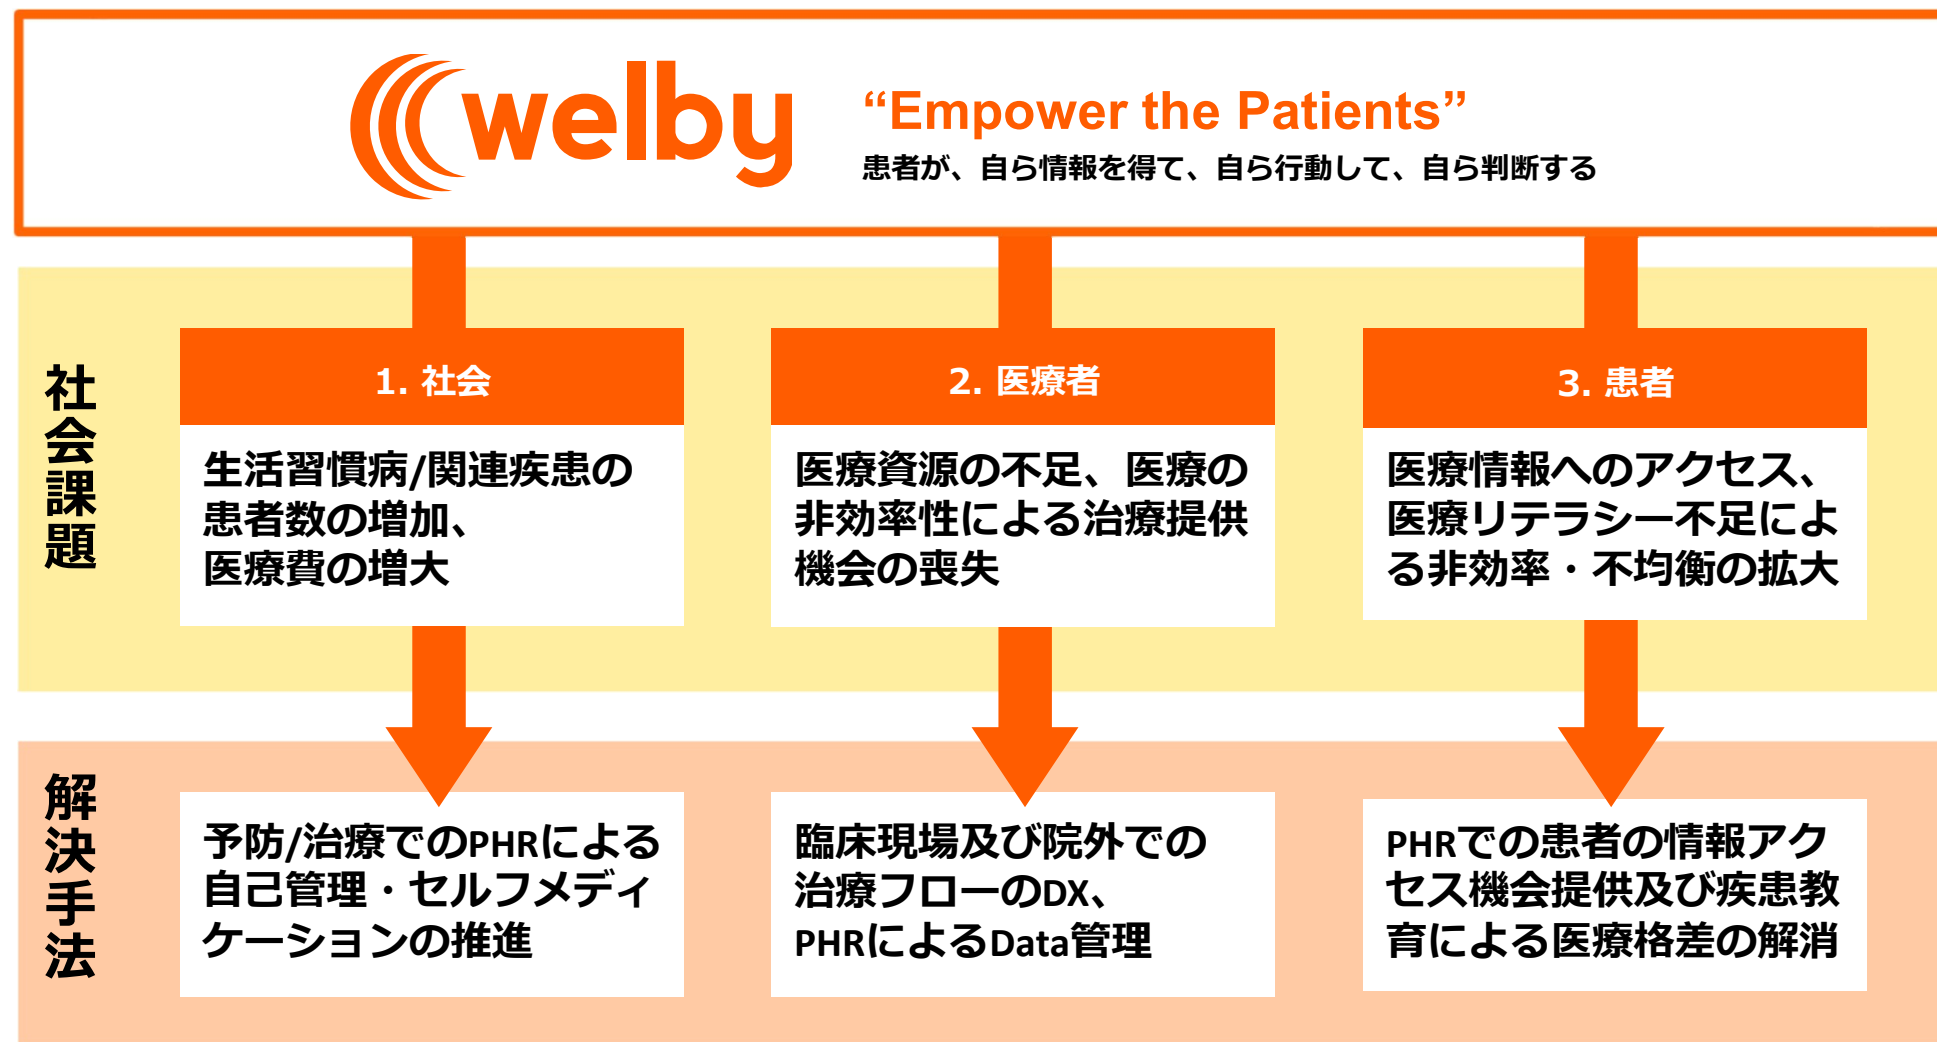 welby
“Empower the Patients”
患者が、自ら情報を得て、自ら行動して、自ら判断する
社会課題
1. 社会
生活習慣病/関連疾患の
患者数の増加、
医療費の増大
2. 医療者
医療資源の不足、医療の
非効率性による治療提供
機会の喪失
3. 患者
医療情報へのアクセス、
医療リテラシー不足によ
る非効率・不均衡の拡大
解決手法
予防/治療でのPHRによる
自己管理・セルフメディ
ケーションの推進
臨床現場及び院外での
治療フローのDX、
PHRによるData管理
PHRでの患者の情報アク
セス機会提供及び疾患教
育による医療格差の解消